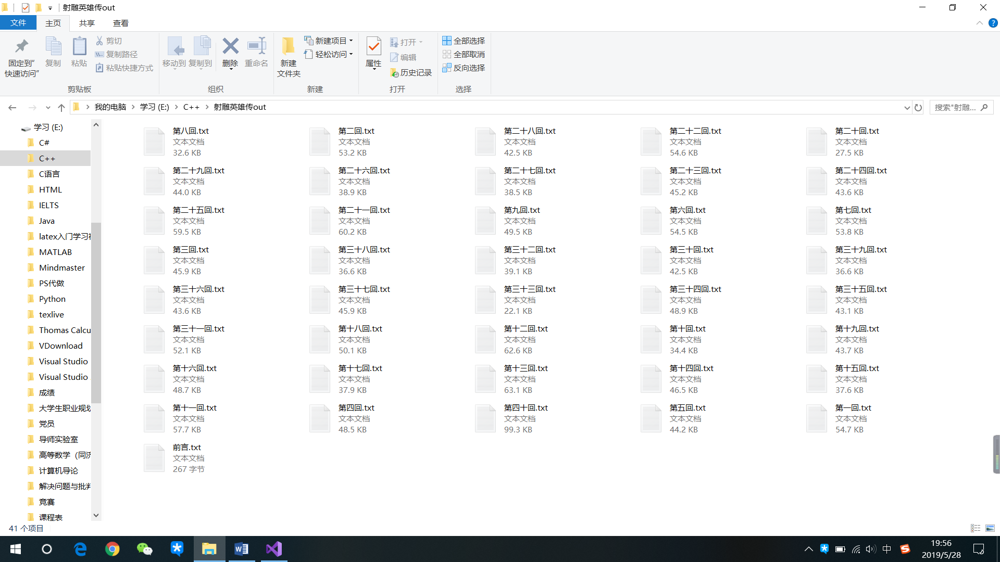 射雕英雄传out
文件 主页 共享 查看
固定到"快速访问"
复制
粘贴
剪切
复制路径
粘贴快捷方式
剪贴板
移动到 复制到 删除 重命名
组织
新建文件夹
新建项目
轻松访问
新建
属性
打开
编辑
历史记录
打开
全部选择
全部取消
反向选择
选择
我的电脑 > 学习 (E:) > C++ > 射雕英雄传out
搜索"射雕...
学习 (E:)
C#
C++
C语言
HTML
IELTS
Java
latex入门学习
MATLAB
Mindmaster
PS代做
Python
texlive
Thomas Calcu
VDownload
Visual Studio
Visual Studio
成绩
大学生职业规划
党员
导师实验室
高等数学（同济
计算机导论
解决问题与批判
竞赛
课程表
第八回.txt
文本文档
32.6 KB
第二回.txt
文本文档
53.2 KB
第二十八回.txt
文本文档
42.5 KB
第二十二回.txt
文本文档
54.6 KB
第二十回.txt
文本文档
27.5 KB
第二十九回.txt
文本文档
44.0 KB
第二十六回.txt
文本文档
38.9 KB
第二十七回.txt
文本文档
38.5 KB
第二十三回.txt
文本文档
45.2 KB
第二十四回.txt
文本文档
43.6 KB
第二十五回.txt
文本文档
59.5 KB
第二十一回.txt
文本文档
60.2 KB
第九回.txt
文本文档
49.5 KB
第六回.txt
文本文档
54.5 KB
第七回.txt
文本文档
53.8 KB
第三回.txt
文本文档
45.9 KB
第三十八回.txt
文本文档
36.6 KB
第三十二回.txt
文本文档
39.1 KB
第三十回.txt
文本文档
42.5 KB
第三十九回.txt
文本文档
36.6 KB
第三十六回.txt
文本文档
43.6 KB
第三十七回.txt
文本文档
45.9 KB
第三十三回.txt
文本文档
22.1 KB
第三十四回.txt
文本文档
48.9 KB
第三十五回.txt
文本文档
43.1 KB
第三十一回.txt
文本文档
52.1 KB
第十八回.txt
文本文档
50.1 KB
第十二回.txt
文本文档
62.6 KB
第十回.txt
文本文档
34.4 KB
第十九回.txt
文本文档
43.7 KB
第十六回.txt
文本文档
48.7 KB
第十七回.txt
文本文档
37.9 KB
第十三回.txt
文本文档
63.1 KB
第十四回.txt
文本文档
46.5 KB
第十五回.txt
文本文档
37.6 KB
第十一回.txt
文本文档
57.7 KB
第四回.txt
文本文档
48.5 KB
第四十回.txt
文本文档
99.3 KB
第五回.txt
文本文档
44.2 KB
第一回.txt
文本文档
54.7 KB
前言.txt
文本文档
267 字节
41 个项目
中
19:56
2019/5/28